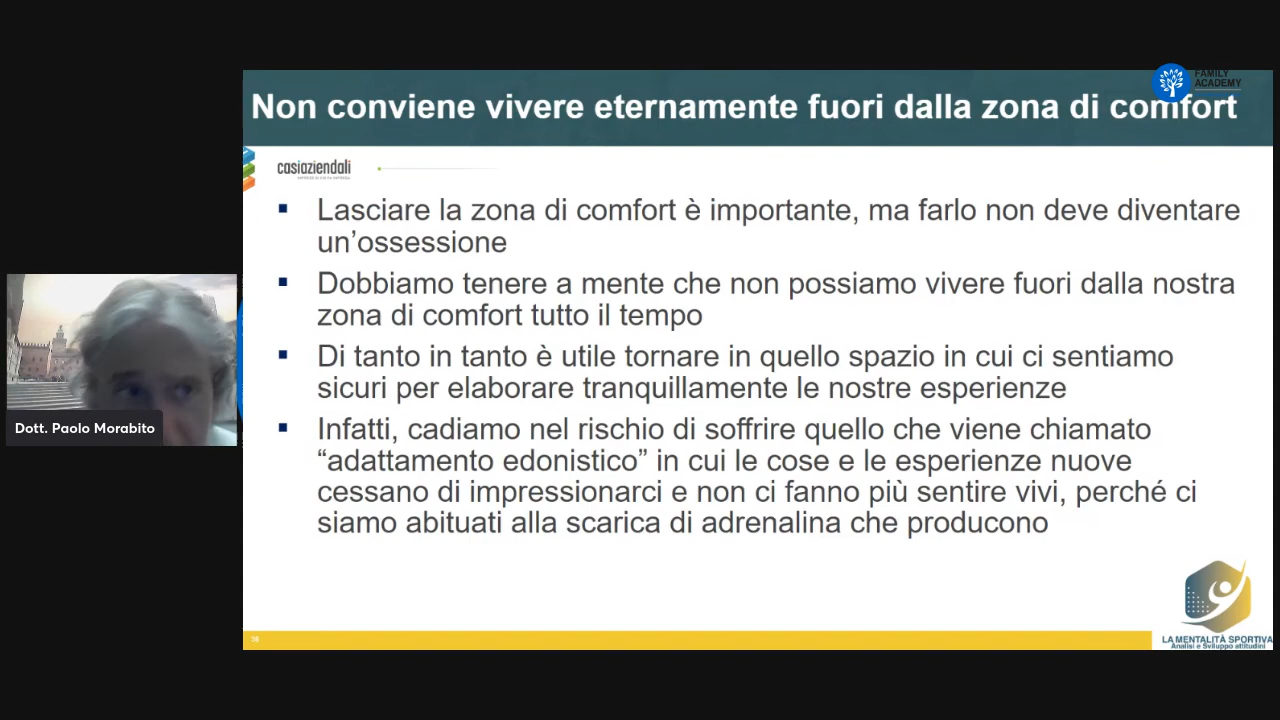 FAMILY
ACADEMY
Non conviene vivere eternamente fuori dalla zona di comfort
casiaziendali
▪ Lasciare la zona di comfort è importante, ma farlo non deve diventare
un’ossessione
▪ Dobbiamo tenere a mente che non possiamo vivere fuori dalla nostra
zona di comfort tutto il tempo
▪ Di tanto in tanto è utile tornare in quello spazio in cui ci sentiamo
sicuri per elaborare tranquillamente le nostre esperienze
▪ Infatti, cadiamo nel rischio di soffrire quello che viene chiamato
“adattamento edonistico” in cui le cose e le esperienze nuove
cessano di impressionarci e non ci fanno più sentire vivi, perché ci
siamo abituati alla scarica di adrenalina che producono
Dott. Paolo Morabito
LA MENTALITÀ SPORTIVA
Analisi e Sviluppo attitudini